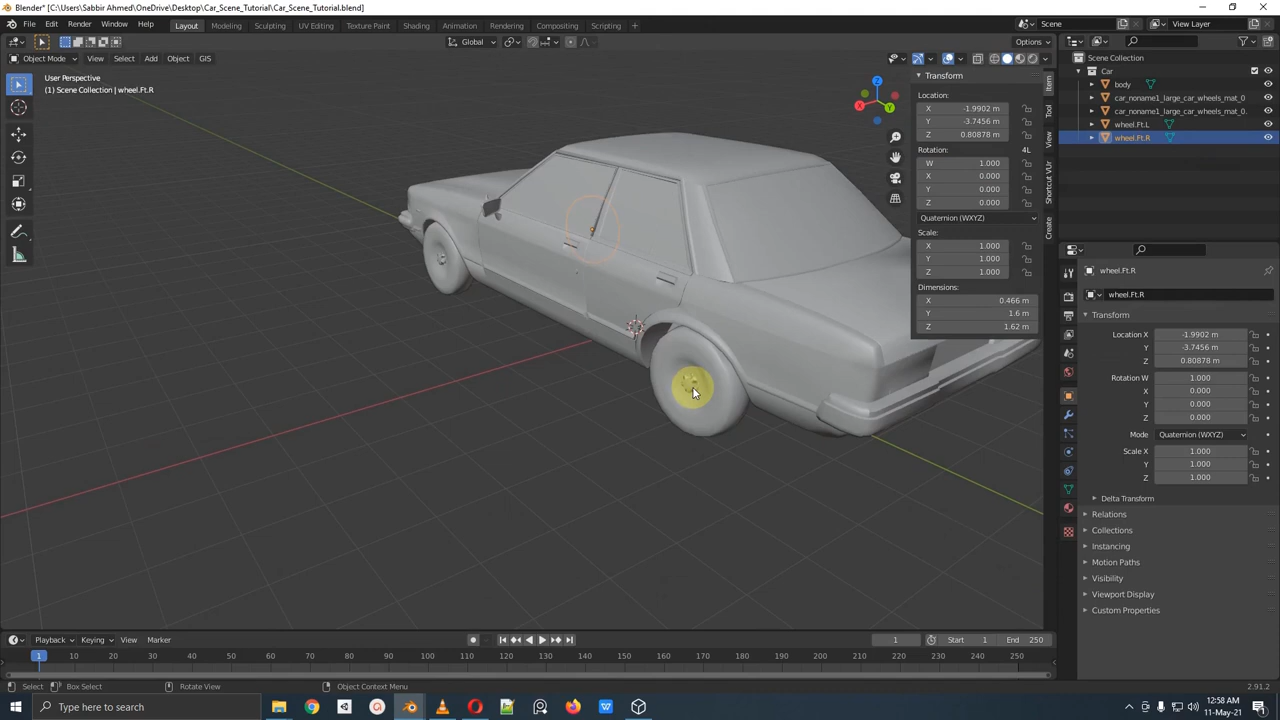 Blender* [C:\Users\Sabbir Ahmed\OneDrive\Desktop\Car_Scene_Tutorial\Car_Scene_Tutorial.blend]
File Edit Render Window Help Layout Modeling Sculpting UV Editing Texture Paint Shading Animation Rendering Compositing Scripting + Scene View Layer
Global Options
Object Mode View Select Add Object GIS
User Perspective
(1) Scene Collection | wheel.Ft.R
X Y Z
Transform
Location:
X -1.9902 m
Y -3.7456 m
Z 0.80878 m
Rotation: 4L
W 1.000
X 0.000
Y 0.000
Z 0.000
Quaternion (WXYZ)
Scale:
X 1.000
Y 1.000
Z 1.000
Dimensions:
X 0.466 m
Y 1.6 m
Z 1.62 m
Item
Tool
View
Shortcut VUr
Create
Scene Collection
Car
body
car_noname1_large_car_wheels_mat_0
car_noname1_large_car_wheels_mat_0.
wheel.Ft.L
wheel.Ft.R
wheel.Ft.R
wheel.Ft.R
Transform
Location X -1.9902 m
Y -3.7456 m
Z 0.80878 m
Rotation W 1.000
X 0.000
Y 0.000
Z 0.000
Mode Quaternion (WXYZ)
Scale X 1.000
Y 1.000
Z 1.000
Delta Transform
Relations
Collections
Instancing
Motion Paths
Visibility
Viewport Display
Custom Properties
Playback Keying View Marker 1 Start 1 End 250
1 10 20 30 40 50 60 70 80 90 100 110 120 130 140 150 160 170 180 190 200 210 220 230 240 250
Select Box Select Rotate View Object Context Menu 2.91.2
Type here to search
12:58 AM
11-May-21